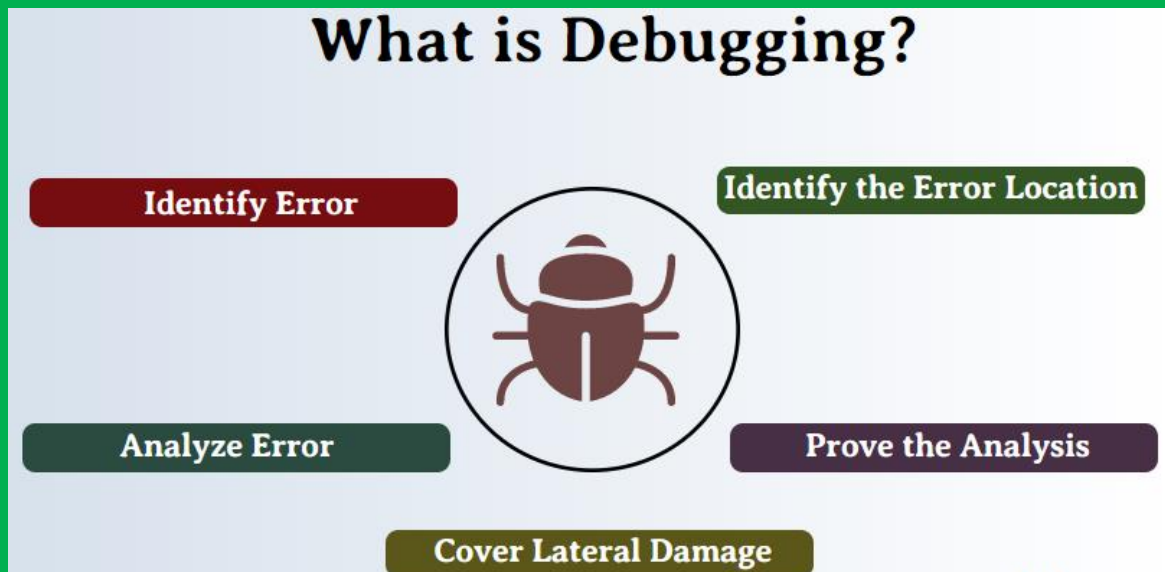 What is Debugging?
Identify Error
Identify the Error Location
Analyze Error
Prove the Analysis
Cover Lateral Damage